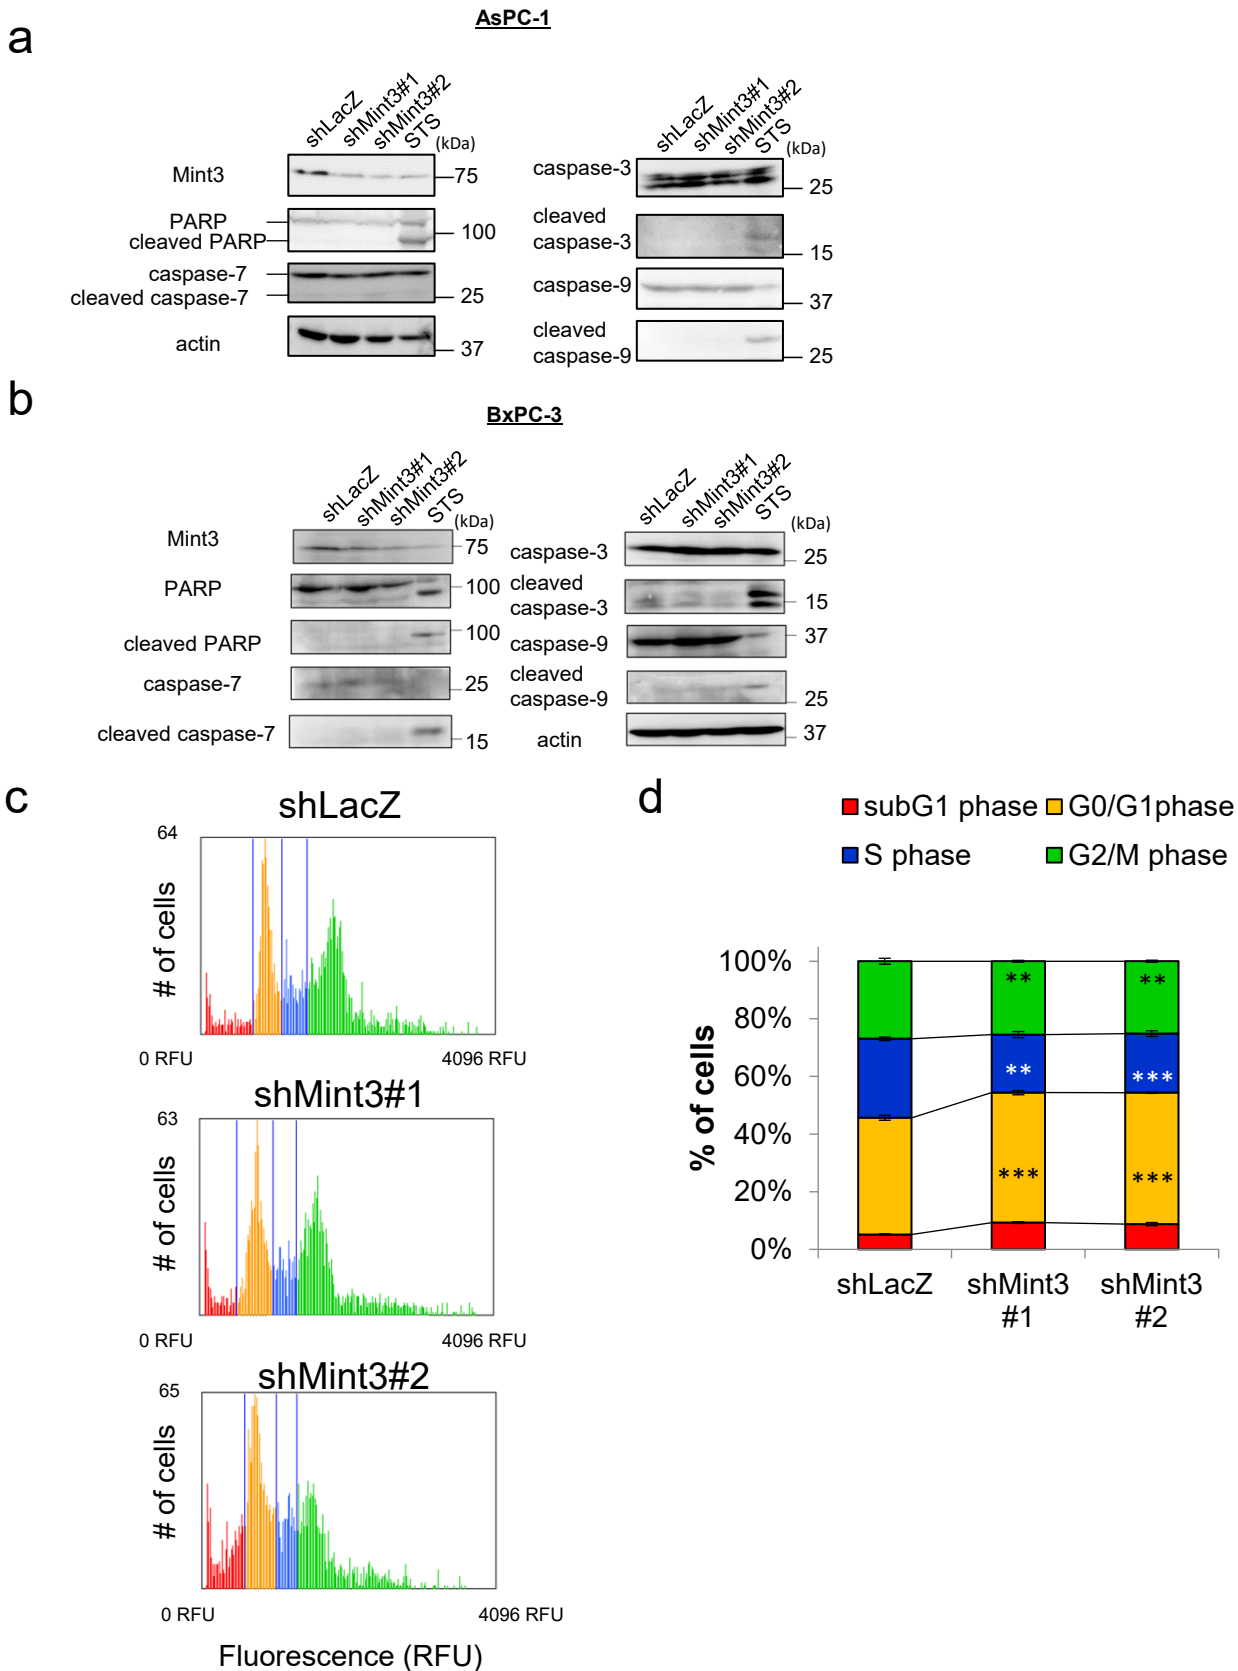 a
AsPC-1
shLacZ
shMint3#1
shMint3#2
STS
(kDa)
Mint3
75
PARP
cleaved PARP
100
caspase-7
cleaved caspase-7
25
actin
37
shLacZ
shMint3#1
shMint3#2
STS
(kDa)
caspase-3
25
cleaved
caspase-3
15
caspase-9
37
cleaved
caspase-9
25
b
BxPC-3
shLacZ
shMint3#1
shMint3#2
STS
(kDa)
Mint3
75
PARP
100
cleaved PARP
100
caspase-7
25
cleaved caspase-7
15
shLacZ
shMint3#1
shMint3#2
STS
(kDa)
caspase-3
25
cleaved
caspase-3
15
caspase-9
37
cleaved
caspase-9
25
actin
37
c
shLacZ
64
# of cells
0 RFU
4096 RFU
shMint3#1
63
# of cells
0 RFU
4096 RFU
shMint3#2
65
# of cells
0 RFU
4096 RFU
Fluorescence (RFU)
d
subG1 phase
G0/G1phase
S phase
G2/M phase
% of cells
100%
80%
60%
40%
20%
0%
** **
** ***
*** ***
shLacZ
shMint3
#1
shMint3
#2